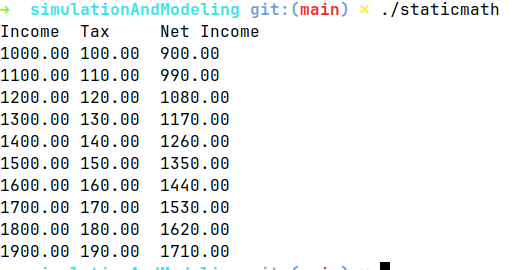 ➜ simulationAndModeling git:(main) × ./staticmath
Income Tax Net Income
1000.00 100.00 900.00
1100.00 110.00 990.00
1200.00 120.00 1080.00
1300.00 130.00 1170.00
1400.00 140.00 1260.00
1500.00 150.00 1350.00
1600.00 160.00 1440.00
1700.00 170.00 1530.00
1800.00 180.00 1620.00
1900.00 190.00 1710.00
simulationAndModeling git:(main)